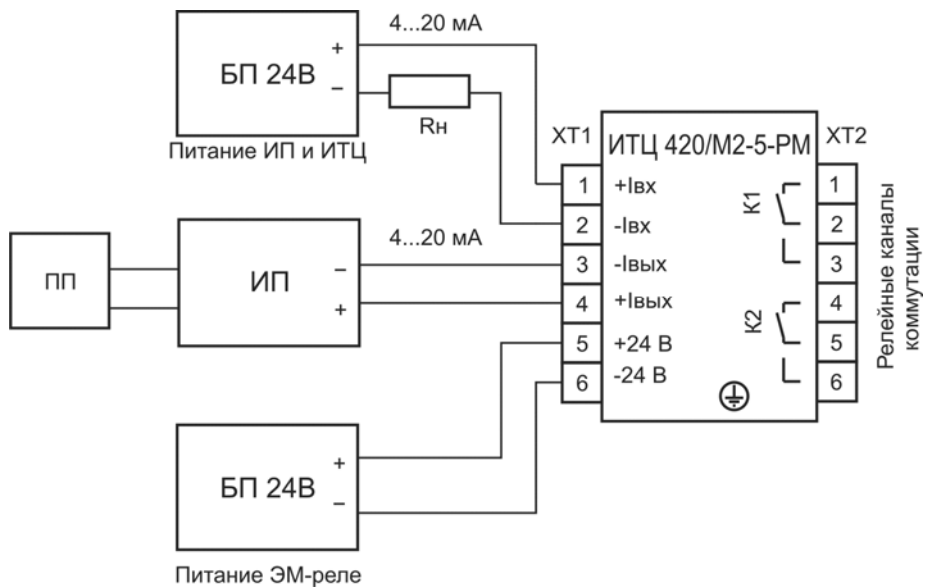 4...20 мА
БП 24В
+
−
Rн
Питание ИП и ИТЦ
XT1
ИТЦ 420/М2-5-РМ
XT2
1 +Iвх
2 -Iвх
3 -Iвых
4 +Iвых
5 +24 В
6 -24 В
К1
К2
1
2
3
4
5
6
Релейные каналы
коммутации
ПП
ИП
−
+
4...20 мА
БП 24В
+
−
Питание ЭМ-реле